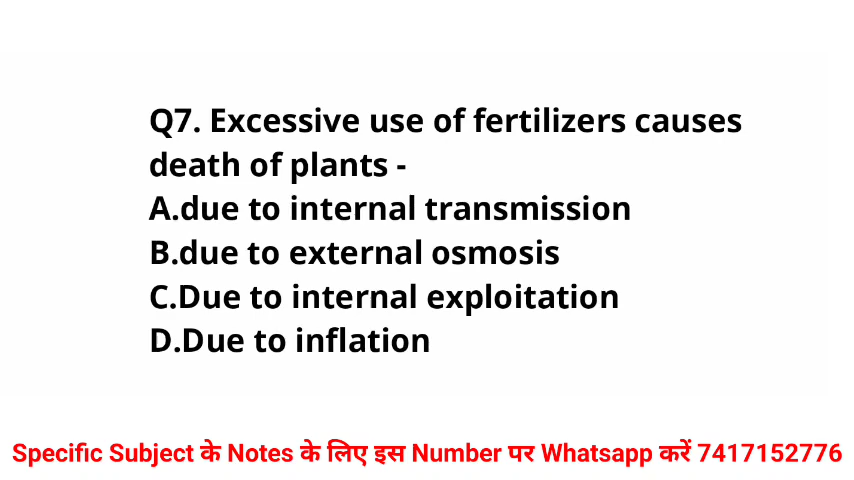 Q7. Excessive use of fertilizers causes
death of plants -
A.due to internal transmission
B.due to external osmosis
C.Due to internal exploitation
D.Due to inflation
Specific Subject के Notes के लिए इस Number पर Whatsapp करें 7417152776